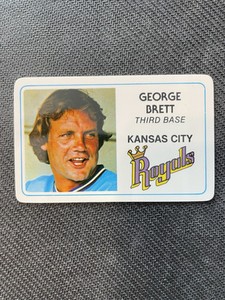 GEORGE
BRETT
THIRD BASE
KANSAS CITY
Royals